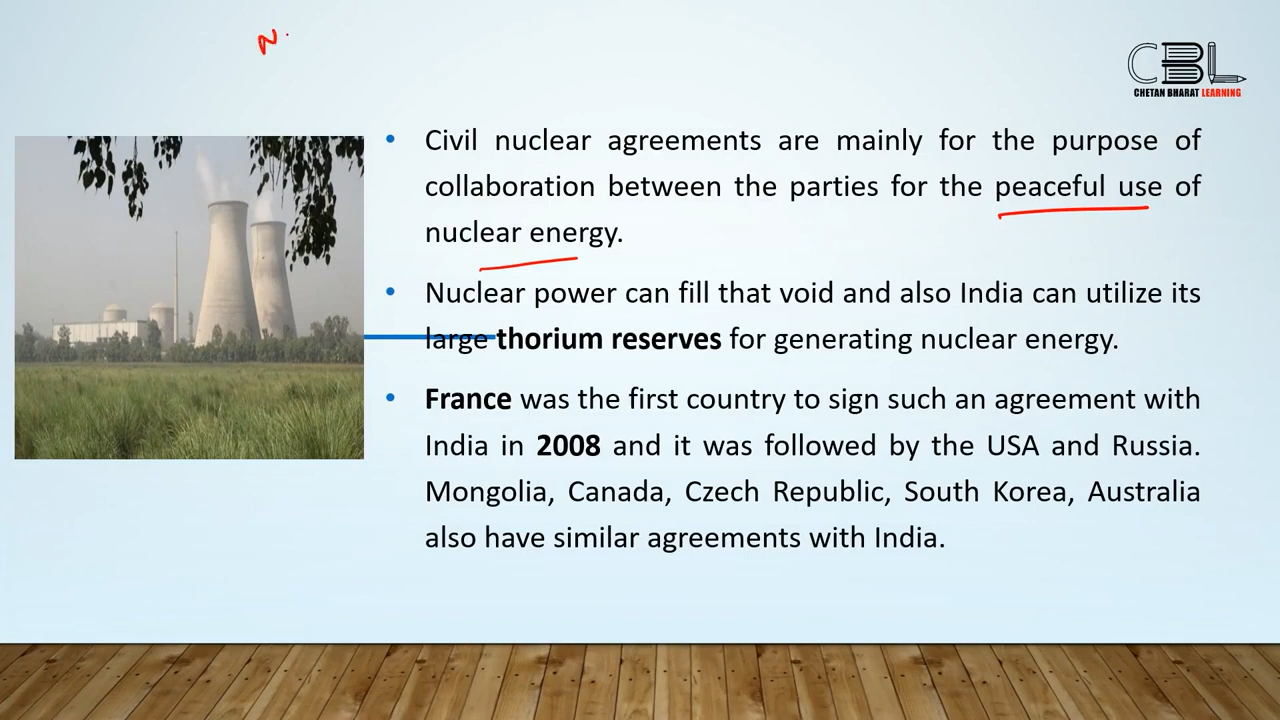 N.
CBL
CHETAN BHARAT LEARNING
• Civil nuclear agreements are mainly for the purpose of
collaboration between the parties for the peaceful use of
nuclear energy.
• Nuclear power can fill that void and also India can utilize its
large thorium reserves for generating nuclear energy.
• France was the first country to sign such an agreement with
India in 2008 and it was followed by the USA and Russia.
Mongolia, Canada, Czech Republic, South Korea, Australia
also have similar agreements with India.